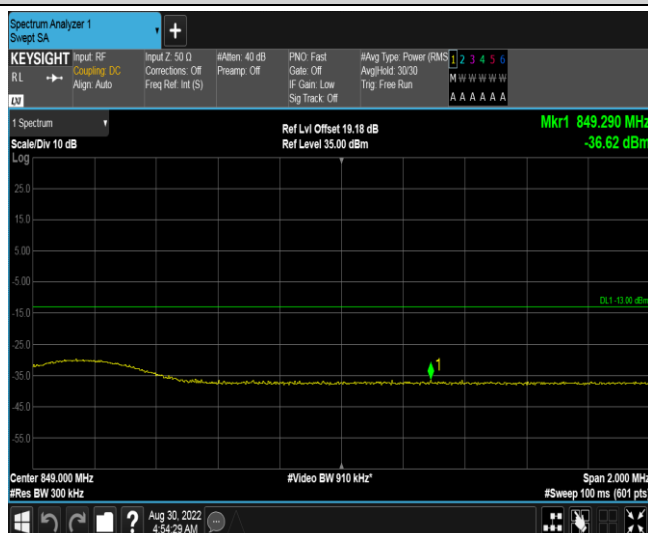 Spectrum Analyzer 1
Swept SA
+
KEYSIGHT
RL
LXI
Input: RF
Coupling: DC
Align: Auto
Input Z: 50 Ω
Corrections: Off
Freq Ref: Int (S)
#Atten: 40 dB
Preamp: Off
PNO: Fast
Gate: Off
IF Gain: Low
Sig Track: Off
#Avg Type: Power (RMS
Avg|Hold: 30/30
Trig: Free Run
1 2 3 4 5 6
M W W W W W
A A A A A A
1 Spectrum
Scale/Div 10 dB
Log
Ref Lvl Offset 19.18 dB
Ref Level 35.00 dBm
Mkr1 849.290 MHz
-36.62 dBm
25.0
15.0
5.00
DL1 -13.00 dBm
-15.0
1
-35.0
-45.0
-55.0
Center 849.000 MHz
#Res BW 300 kHz
#Video BW 910 kHz*
Span 2.000 MHz
#Sweep 100 ms (601 pts)
?
Aug 30, 2022
4:54:29 AM